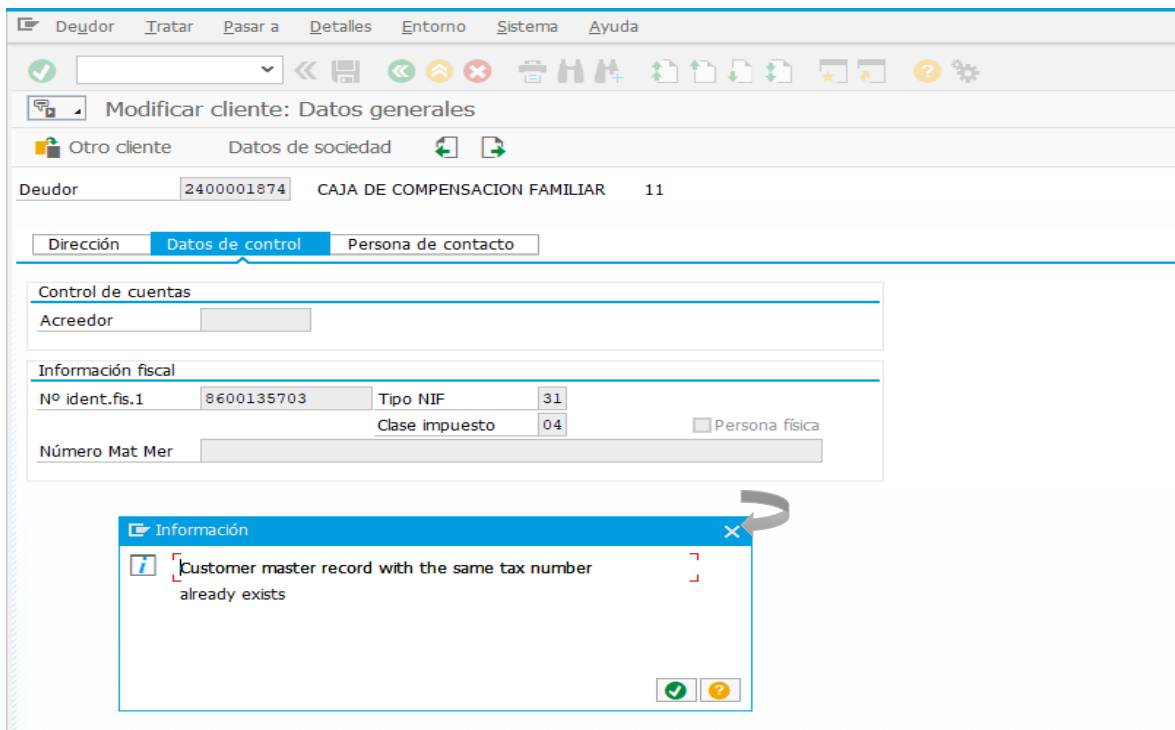 Deudor Tratar Pasar a Detalles Entorno Sistema Ayuda
Modificar cliente: Datos generales
Otro cliente Datos de sociedad
Deudor 2400001874 CAJA DE COMPENSACION FAMILIAR 11
Dirección Datos de control Persona de contacto
Control de cuentas
Acreedor
Información fiscal
Nº ident.fis.1 8600135703 Tipo NIF 31
Clase impuesto 04 Persona física
Número Mat Mer
Información
Customer master record with the same tax number
already exists